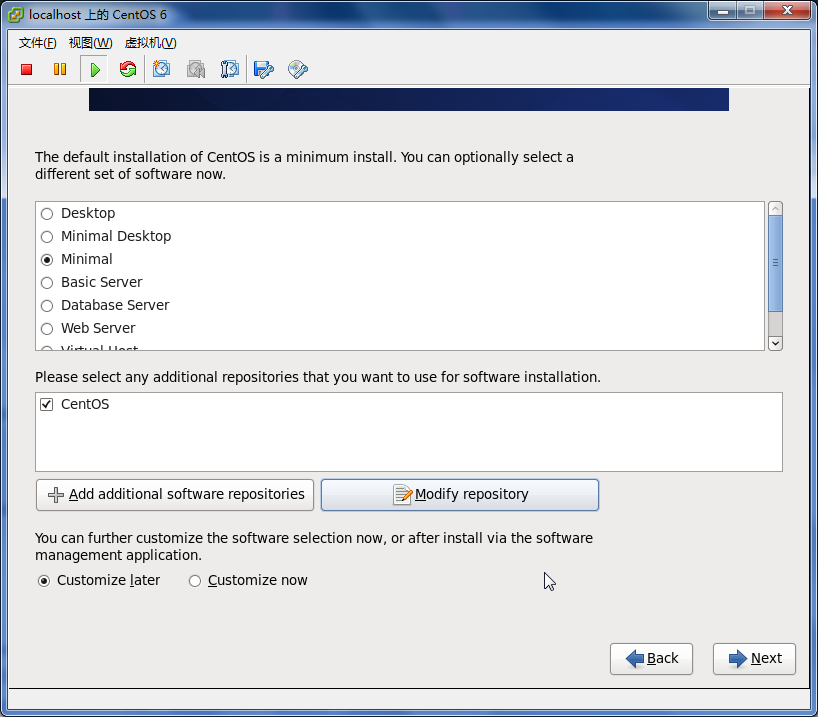 localhost 上的 CentOS 6
文件(F) 视图(W) 虚拟机(V)
The default installation of CentOS is a minimum install. You can optionally select a
different set of software now.
Desktop
Minimal Desktop
Minimal
Basic Server
Database Server
Web Server
Virtual Host
Please select any additional repositories that you want to use for software installation.
CentOS
Add additional software repositories Modify repository
You can further customize the software selection now, or after install via the software
management application.
Customize later Customize now
Back Next